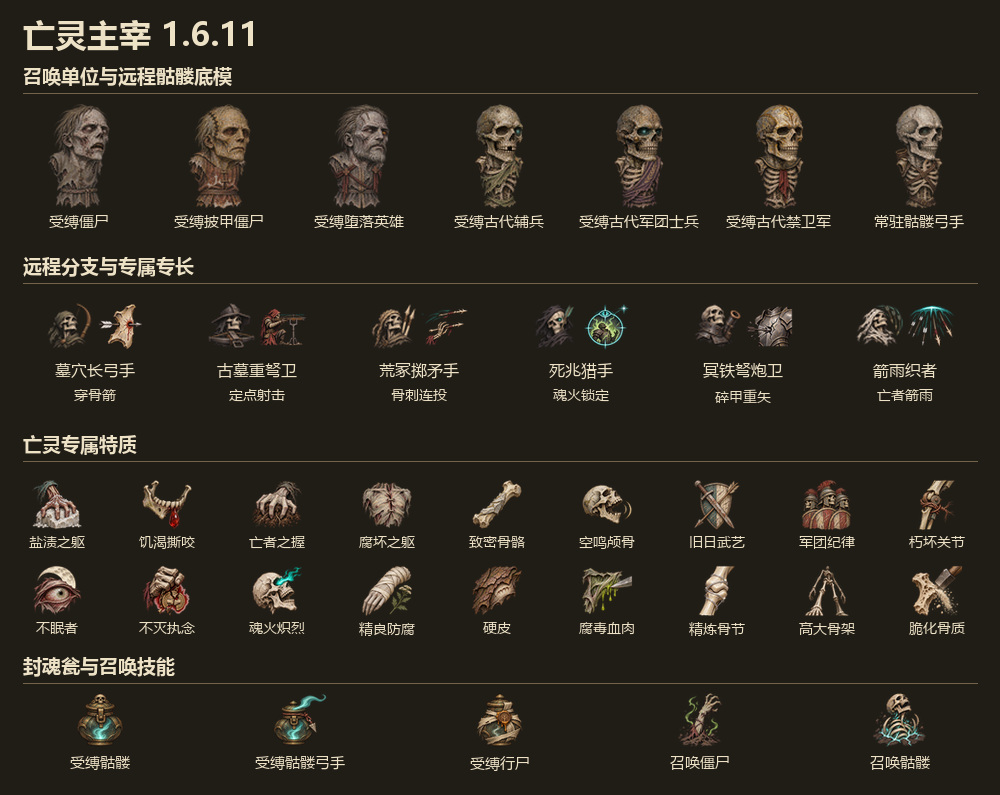 亡灵主宰 1.6.11
召唤单位与远程骷髅底模
受缚僵尸 受缚披甲僵尸 受缚堕落英雄 受缚古代辅兵 受缚古代军团士兵 受缚古代禁卫军 常驻骷髅弓手
远程分支与专属专长
墓穴长弓手 古墓重弩卫 荒冢掷矛手 死兆猎手 冥铁弩炮卫 箭雨织者
穿骨箭 定点射击 骨刺连投 魂火锁定 碎甲重矢 亡者箭雨
亡灵专属特质
盐渍之躯 饥渴撕咬 亡者之握 腐坏之躯 致密骨骼 空鸣颅骨 旧日武艺 军团纪律 朽坏关节
不眠者 不灭执念 魂火炽烈 精良防腐 硬皮 腐毒血肉 精炼骨节 高大骨架 脆化骨质
封魂瓮与召唤技能
受缚骷髅 受缚骷髅弓手 受缚行尸 召唤僵尸 召唤骷髅